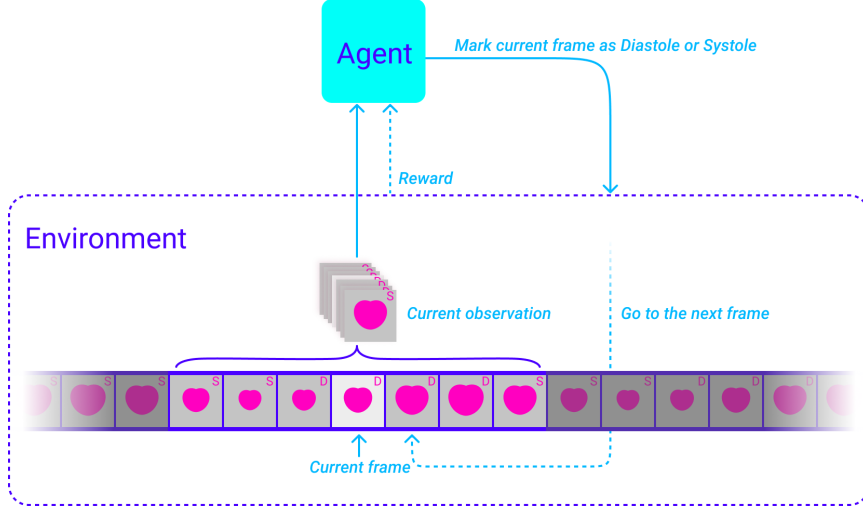 Agent
Mark current frame as Diastole or Systole
Reward
Environment
S
Current observation
Go to the next frame
S S S S S D D D D S S S D D D
Current frame